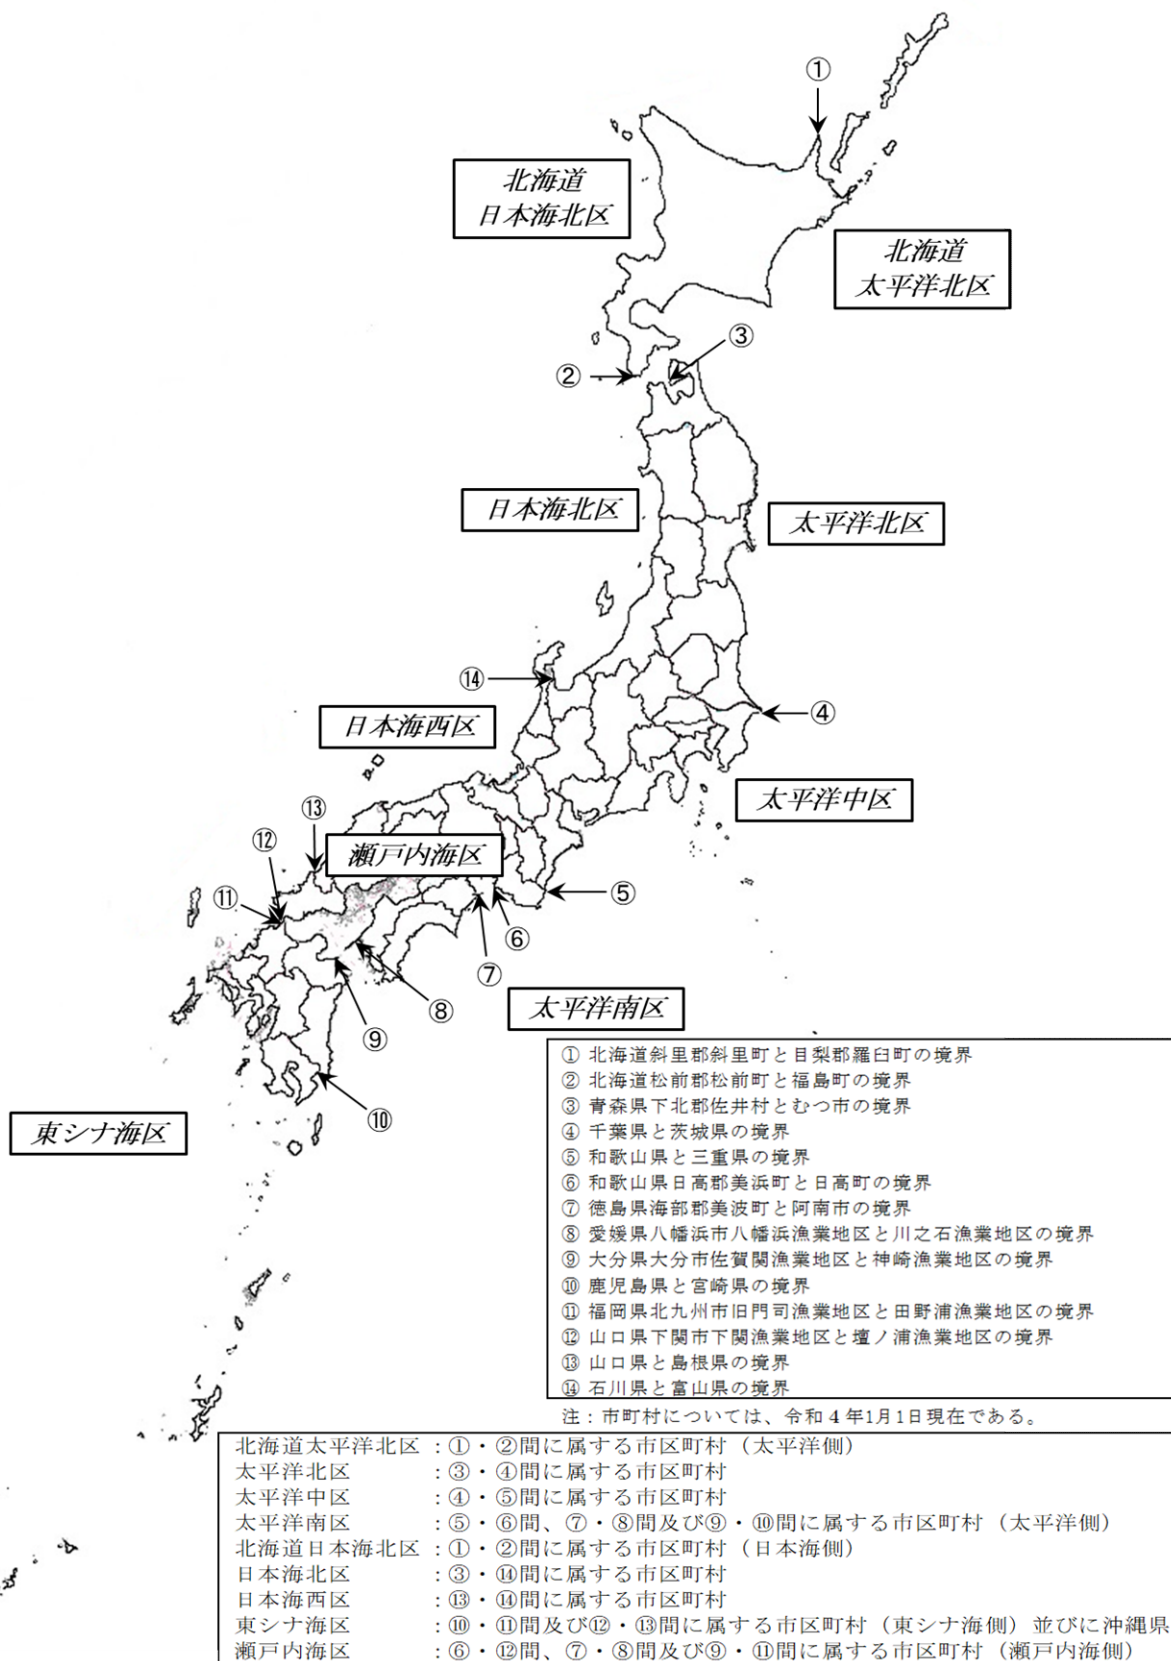 ①
北海道
日本海北区
北海道
太平洋北区
③
②
日本海北区
太平洋北区
⑭
④
日本海西区
太平洋中区
⑬
⑫
瀬戸内海区
⑪
⑤
⑥
⑦
⑧
太平洋南区
⑨
⑩
東シナ海区
① 北海道斜里郡斜里町と目梨郡羅臼町の境界
② 北海道松前郡松前町と福島町の境界
③ 青森県下北郡佐井村とむつ市の境界
④ 千葉県と茨城県の境界
⑤ 和歌山県と三重県の境界
⑥ 和歌山県日高郡美浜町と日高町の境界
⑦ 徳島県海部郡美波町と阿南市の境界
⑧ 愛媛県八幡浜市八幡浜漁業地区と川之石漁業地区の境界
⑨ 大分県大分市佐賀関漁業地区と神崎漁業地区の境界
⑩ 鹿児島県と宮崎県の境界
⑪ 福岡県北九州市旧門司漁業地区と田野浦漁業地区の境界
⑫ 山口県下関市下関漁業地区と壇ノ浦漁業地区の境界
⑬ 山口県と島根県の境界
⑭ 石川県と富山県の境界
注：市町村については、令和４年1月1日現在である。
北海道太平洋北区：①・②間に属する市区町村（太平洋側）
太平洋北区：③・④間に属する市区町村
太平洋中区：④・⑤間に属する市区町村
太平洋南区：⑤・⑥間、⑦・⑧間及び⑨・⑩間に属する市区町村（太平洋側）
北海道日本海北区：①・②間に属する市区町村（日本海側）
日本海北区：③・⑭間に属する市区町村
日本海西区：⑬・⑭間に属する市区町村
東シナ海区：⑩・⑪間及び⑫・⑬間に属する市区町村（東シナ海側）並びに沖縄県
瀬戸内海区：⑥・⑫間、⑦・⑧間及び⑨・⑪間に属する市区町村（瀬戸内海側）